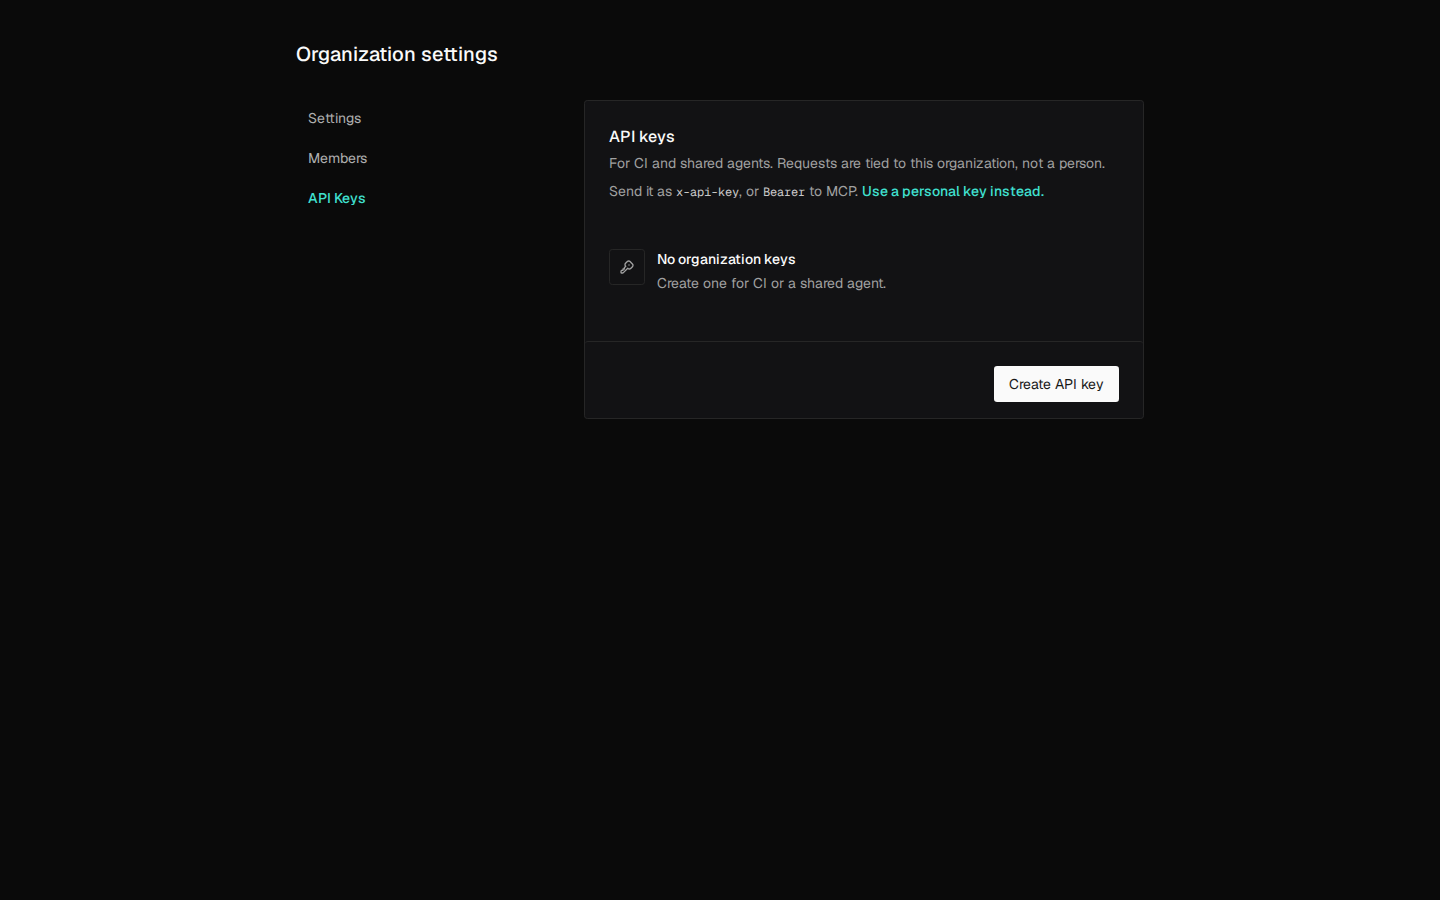 Organization settings
Settings
Members
API Keys
API keys
For CI and shared agents. Requests are tied to this organization, not a person.
Send it as x-api-key, or Bearer to MCP. Use a personal key instead.
No organization keys
Create one for CI or a shared agent.
Create API key